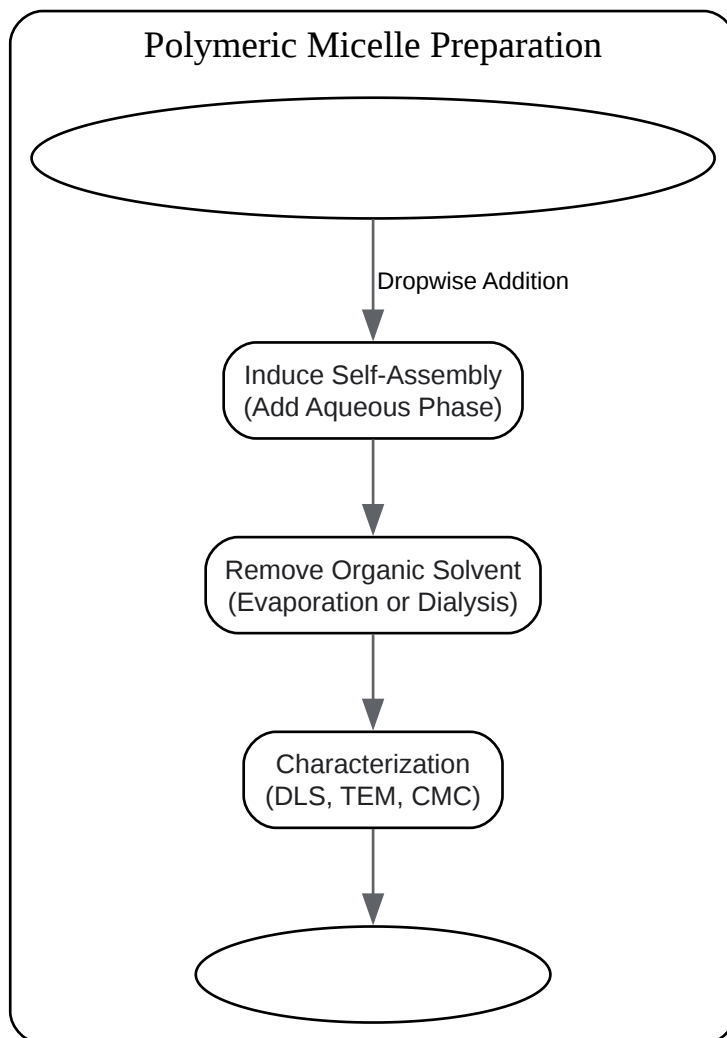 Polymeric Micelle Preparation
Dropwise Addition
Induce Self-Assembly
(Add Aqueous Phase)
Remove Organic Solvent
(Evaporation or Dialysis)
Characterization
(DLS, TEM, CMC)